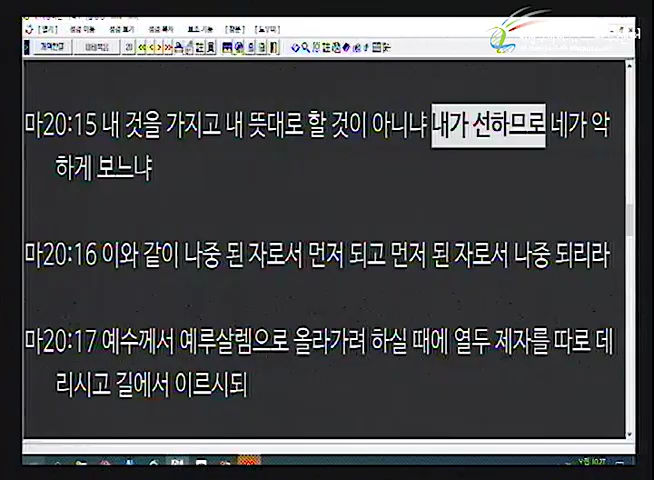 마20:15 내 것을 가지고 내 뜻대로 할 것이 아니냐 내가 선하므로 네가 악
하게 보느냐
마20:16 이와 같이 나중 된 자로서 먼저 되고 먼저 된 자로서 나중 되리라
마20:17 예수께서 예루살렘으로 올라가려 하실 때에 열두 제자를 따로 데
리시고 길에서 이르시되